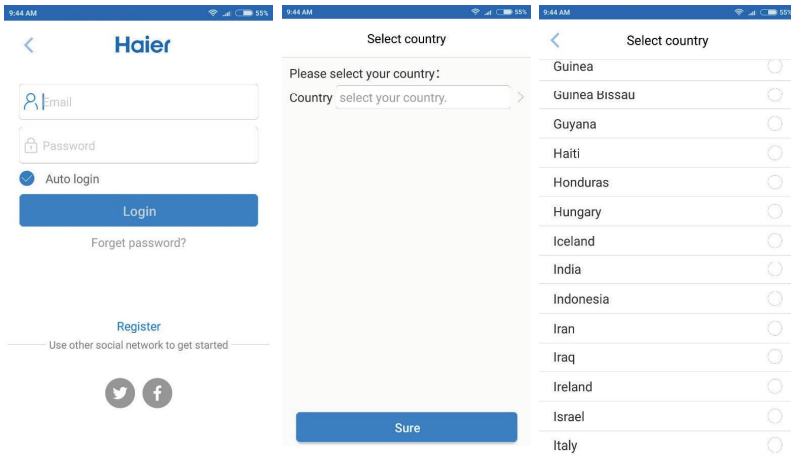 9:44 AM 55%
Haier
Email
Password
Auto login
Login
Forget password?
Register
Use other social network to get started
9:44 AM 55%
Select country
Please select your country:
Country select your country.
Sure
9:44 AM 55%
Select country
Guinea
Guinea Bissau
Guyana
Haiti
Honduras
Hungary
Iceland
India
Indonesia
Iran
Iraq
Ireland
Israel
Italy